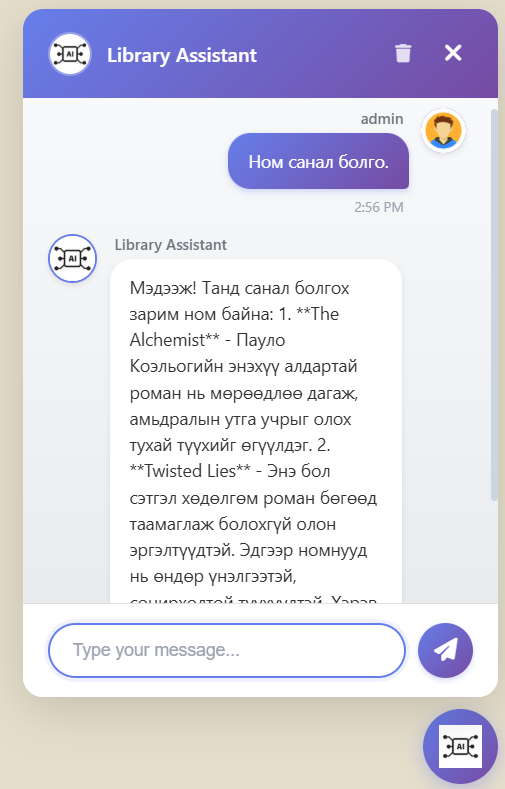 AI
Library Assistant
admin
Ном санал болго.
2:56 PM
Library Assistant
AI
Мэдээж! Танд санал болгох
зарим ном байна: 1. **The
Alchemist** - Пауло
Коэльогийн энэхүү алдартай
роман нь мөрөөдлөө дагаж,
амьдралын утга учрыг олох
тухай түүхийг өгүүлдэг. 2.
**Twisted Lies** - Энэ бол
сэтгэл хөдөлгөм роман бөгөөд
таамаглаж болохгүй олон
эргэлтүүдтэй. Эдгээр номнууд
нь өндөр үнэлгээтэй,
сонирхолтой түүхүүдтэй. Хэрэв
Type your message...
AI